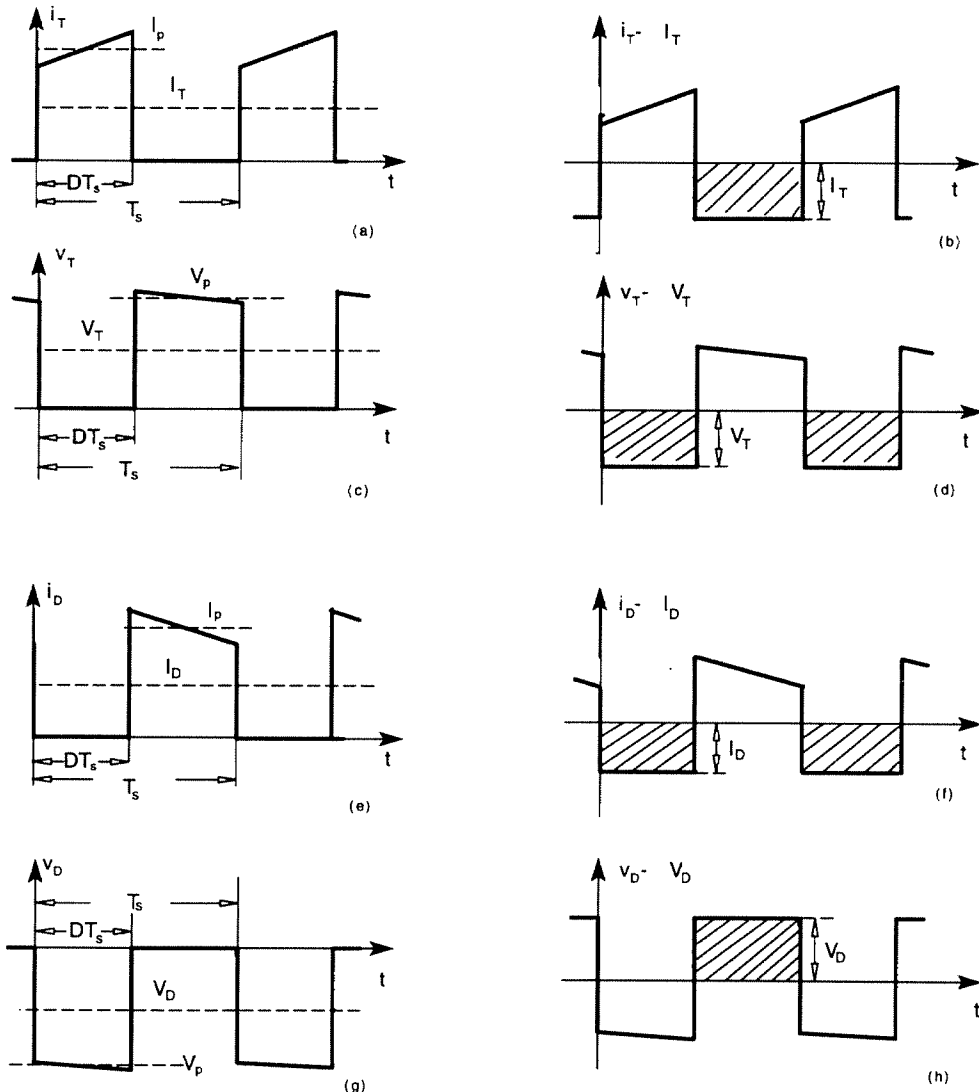 i_T
I_p
I_T
DT_s
T_s
t
(a)
i_T- I_T
I_T
t
(b)
v_T
V_p
V_T
DT_s
T_s
t
(c)
v_T- V_T
V_T
t
(d)
i_D
I_p
I_D
DT_s
T_s
t
(e)
i_D- I_D
I_D
t
(f)
v_D
T_s
DT_s
t
V_D
V_p
(g)
v_D- V_D
V_D
t
(h)